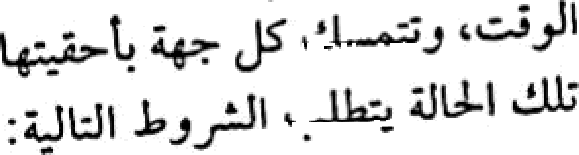 الوقت، وتتمسك كل جهة بأحقيتها
تلك الحالة يتطلب الشروط التالية: